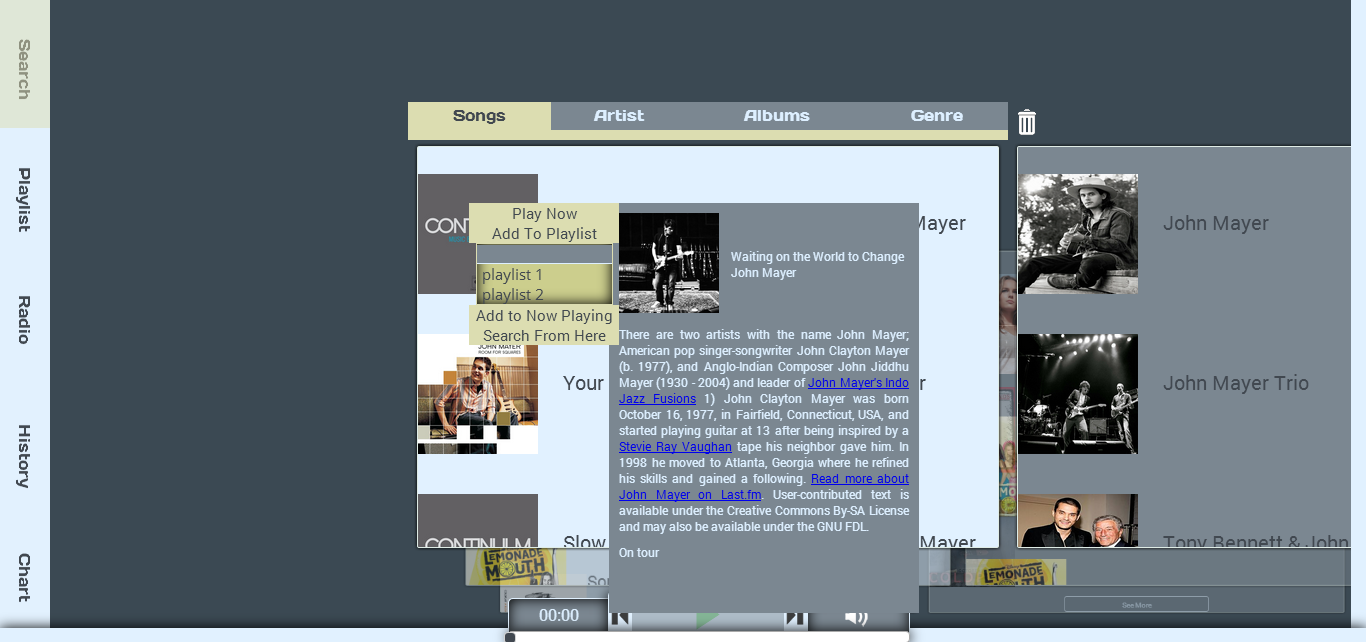 Search
Playlist
Radio
History
Chart
Songs
Artist
Albums
Genre
Play Now
Add To Playlist
playlist 1
playlist 2
Add to Now Playing
Search From Here
Waiting on the World to Change
John Mayer
There are two artists with the name John Mayer;
American pop singer-songwriter John Clayton Mayer
(b. 1977), and Anglo-Indian Composer John Jiddhu
Mayer (1930 - 2004) and leader of John Mayer's Indo
Jazz Fusions 1) John Clayton Mayer was born
October 16, 1977, in Fairfield, Connecticut, USA, and
started playing guitar at 13 after being inspired by a
Stevie Ray Vaughan tape his neighbor gave him. In
1998 he moved to Atlanta, Georgia where he refined
his skills and gained a following. Read more about
John Mayer on Last.fm. User-contributed text is
available under the Creative Commons By-SA License
and may also be available under the GNU FDL.
On tour
CONT
Mayer
JOHN MAYER
ROOM FOR SQUARES
Your
r
CONTINUUM
Slow
Mayer
John Mayer
John Mayer Trio
Tony Bennett & John
LEMONADE
MOUTH
So
LEMONADE
See More
00:00